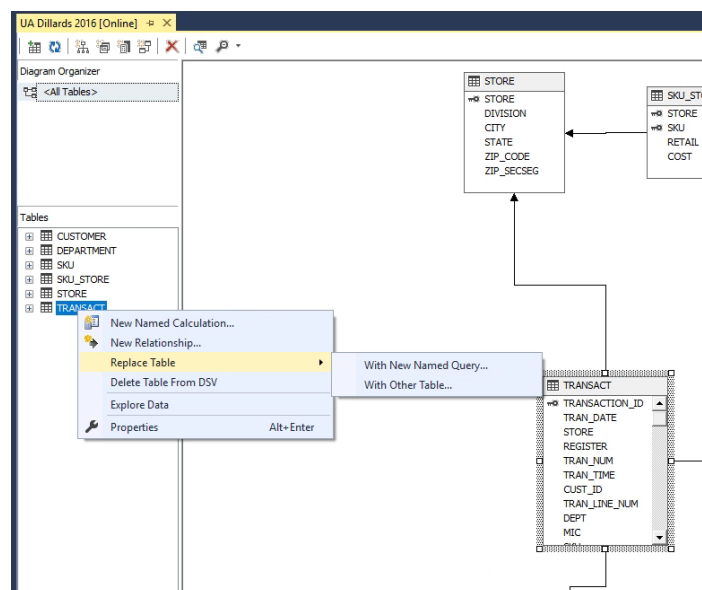 UA Dillards 2016 [Online]
Diagram Organizer
<All Tables>
Tables
CUSTOMER
DEPARTMENT
SKU
SKU_STORE
STORE
TRANSACT
New Named Calculation...
New Relationship...
Replace Table
Delete Table From DSV
Explore Data
Properties Alt+Enter
With New Named Query...
With Other Table...
STORE
STORE
DIVISION
CITY
STATE
ZIP_CODE
ZIP_SECSEG
SKU_STO
STORE
SKU
RETAIL
COST
TRANSACT
TRANSACTION_ID
TRAN_DATE
STORE
REGISTER
TRAN_NUM
TRAN_TIME
CUST_ID
TRAN_LINE_NUM
DEPT
MIC